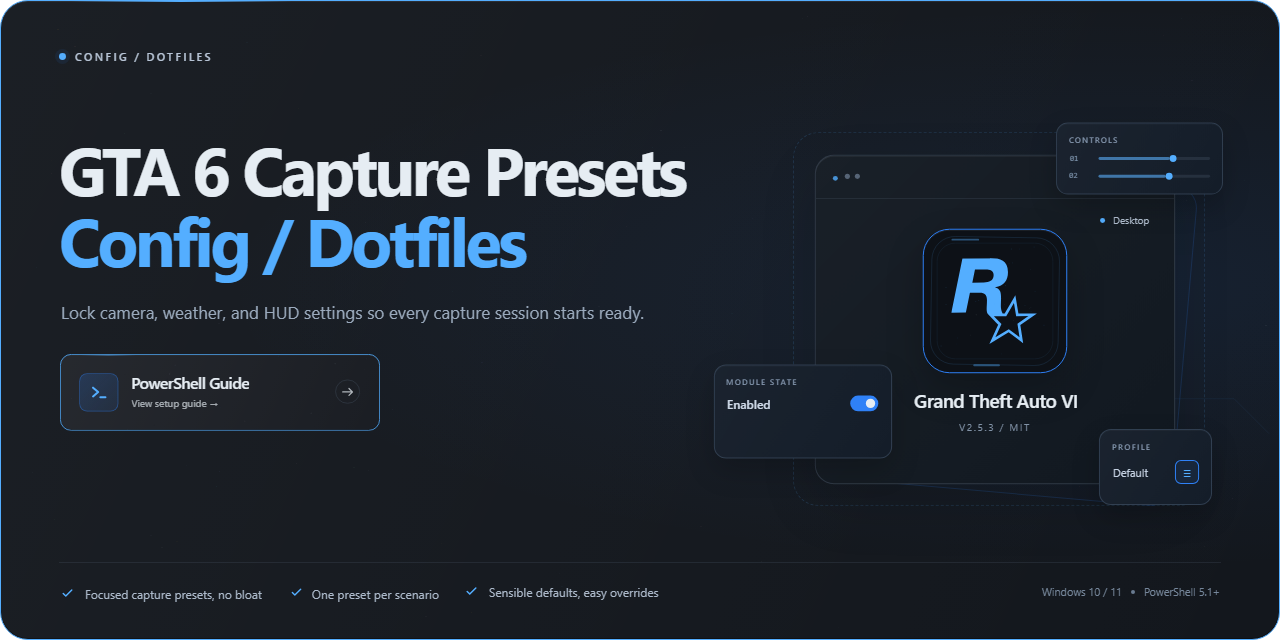 CONFIG / DOTFILES
GTA 6 Capture Presets
Config / Dotfiles
Lock camera, weather, and HUD settings so every capture session starts ready.
>_
PowerShell Guide
View setup guide →
→
CONTROLS
01
02
Desktop
R
MODULE STATE
Enabled
Grand Theft Auto VI
V2.5.3 / MIT
PROFILE
Default
Focused capture presets, no bloat
One preset per scenario
Sensible defaults, easy overrides
Windows 10 / 11 • PowerShell 5.1+